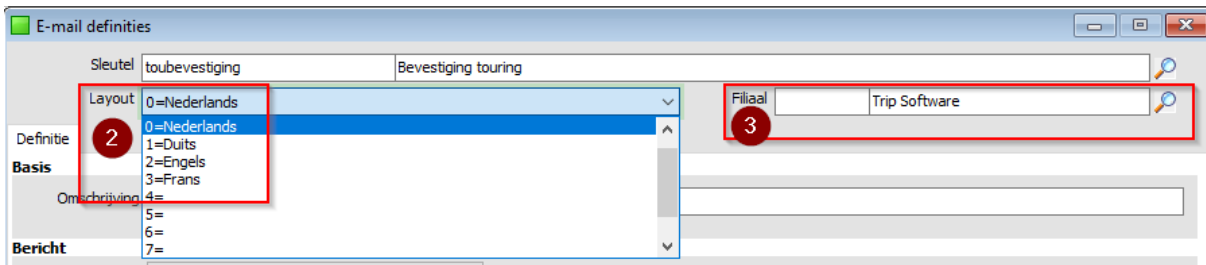 E-mail definities
Sleutel toubevestiging Bevestiging touring
Layout 0=Nederlands Filiaal Trip Software
2 3
0=Nederlands
Definitie 1=Duits
2=Engels
Basis
3=Frans
Omschrijving 4=
5=
6=
Bericht 7=